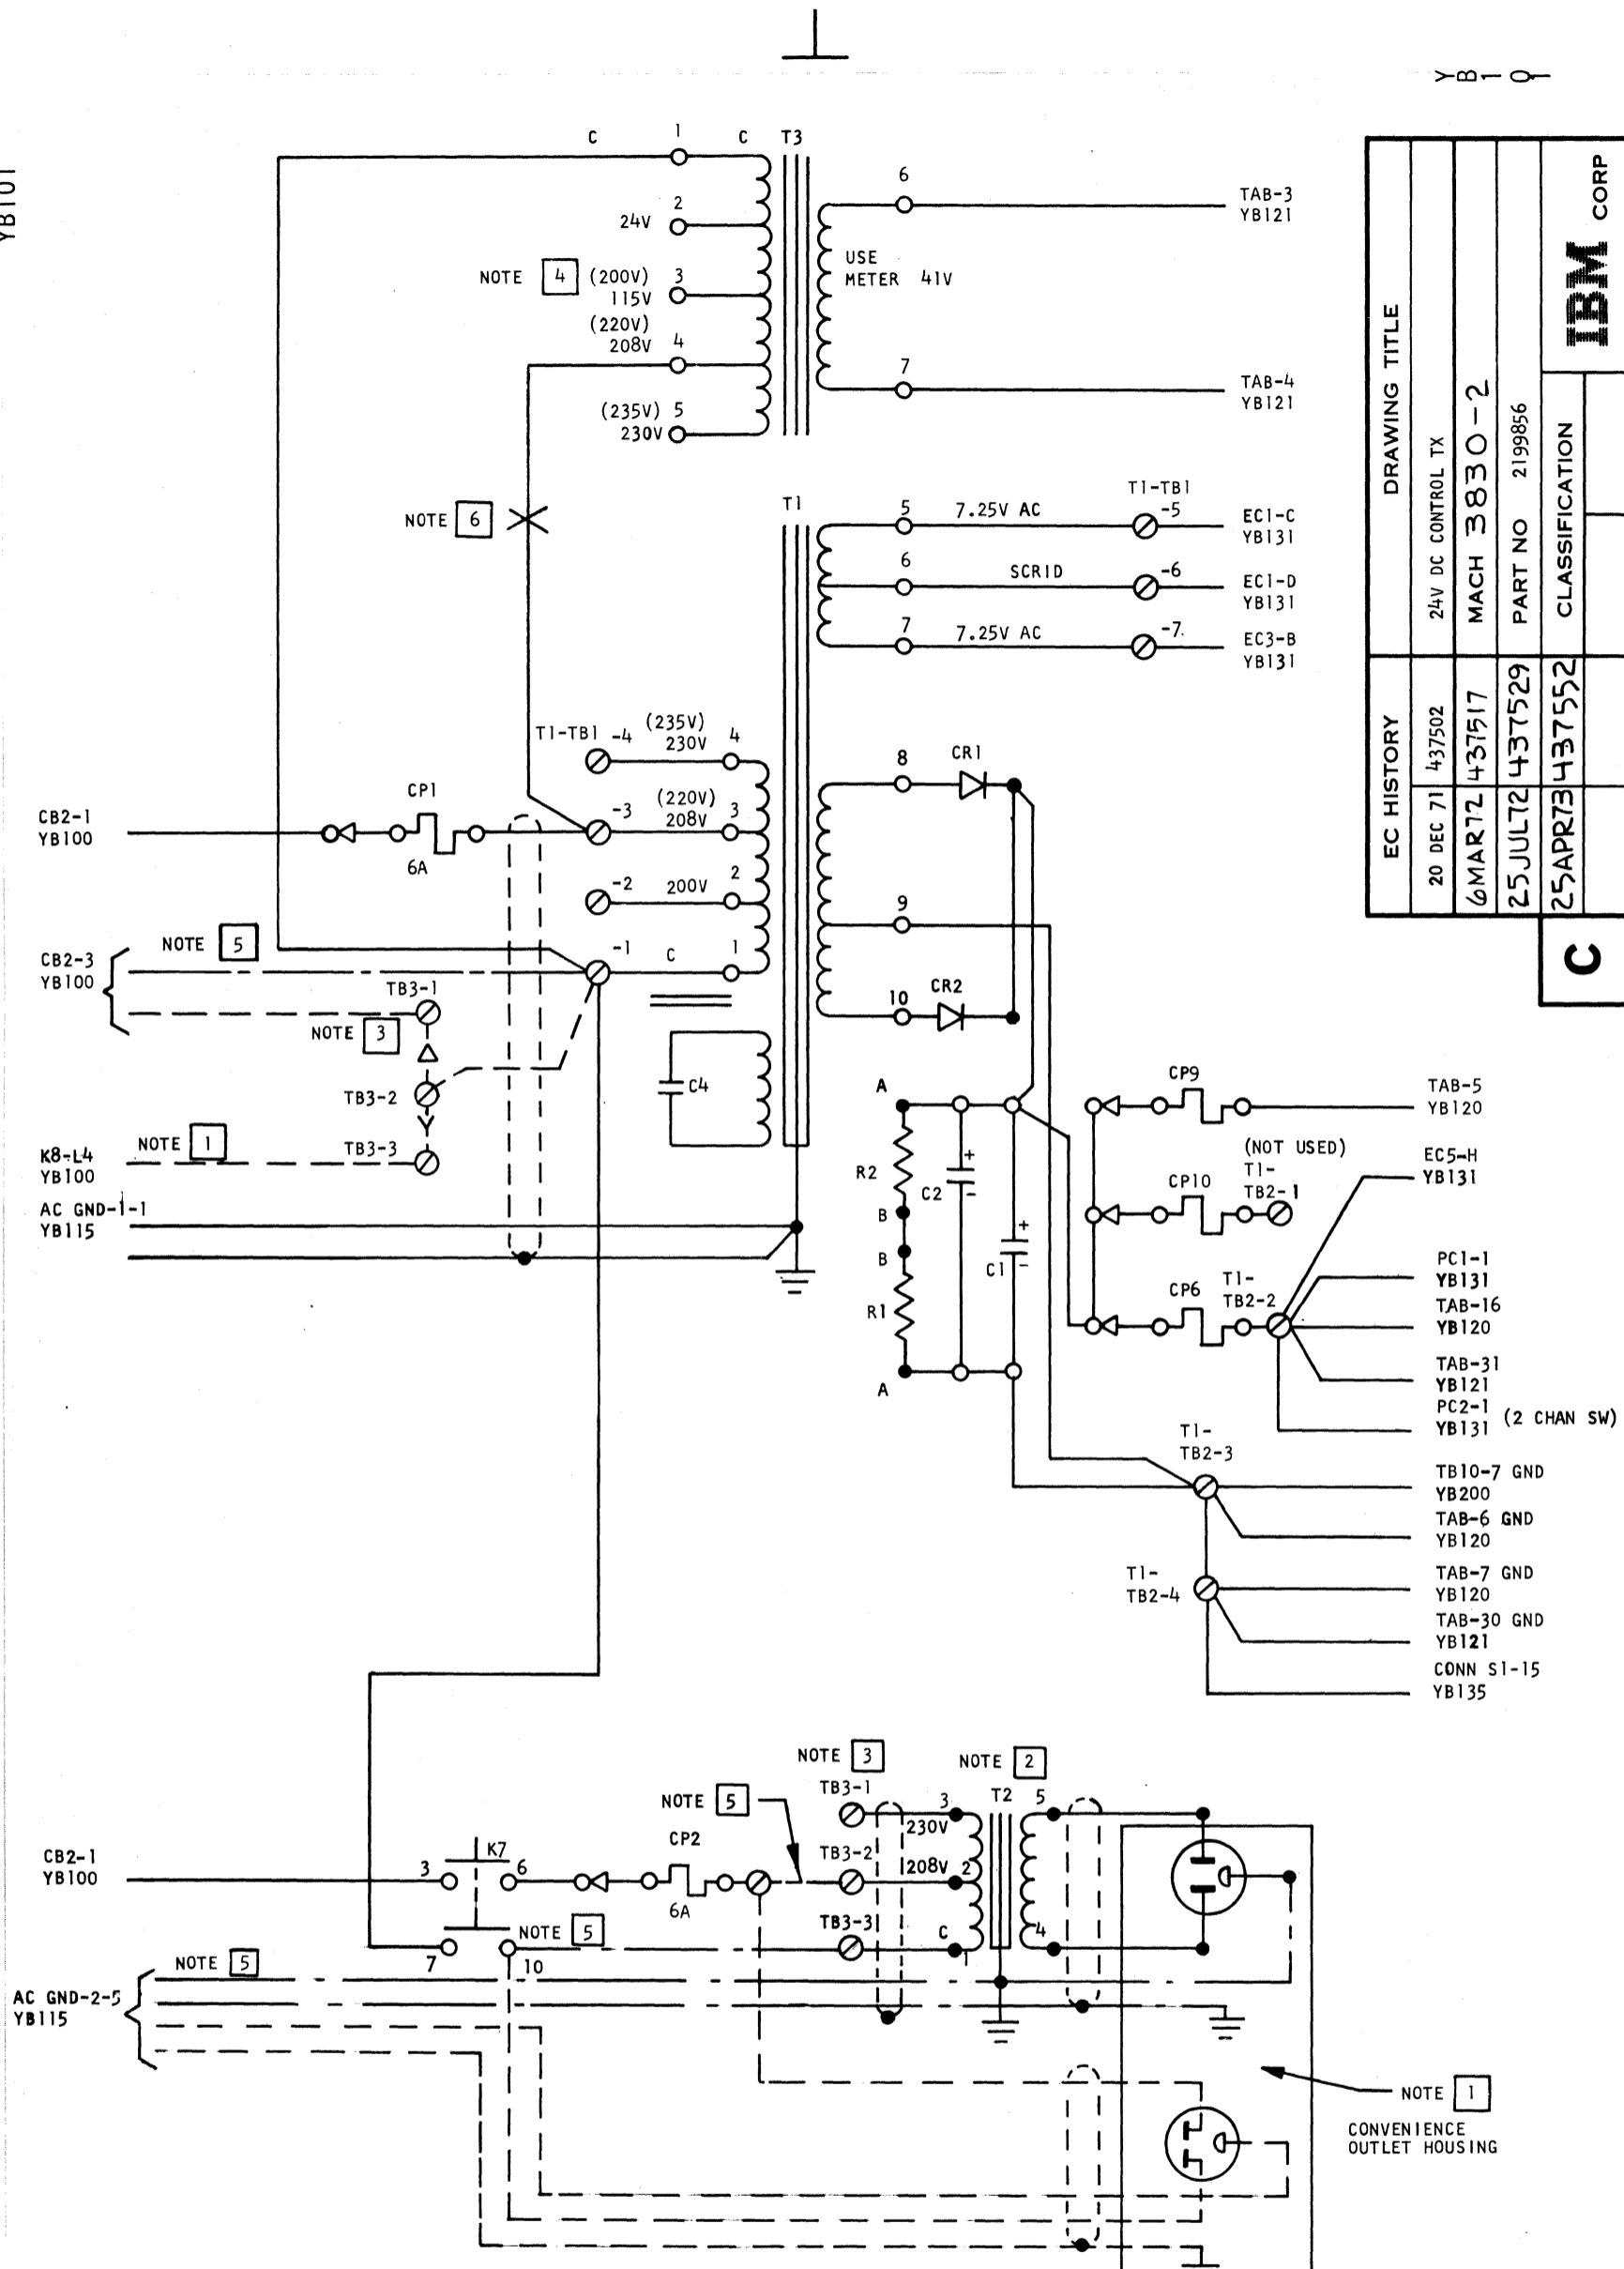 YB101
YB101
C 1 C T3
2
24V
NOTE 4 (200V) 3
115V
(220V)
208V 4
(235V) 5
230V
6
USE
METER 41V
7
TAB-3
YB121
TAB-4
YB121
NOTE 6
T1
5 7.25V AC
6 SCRID
7 7.25V AC
T1-TB1
-5
-6
-7
EC1-C
YB131
EC1-D
YB131
EC3-B
YB131
T1-TB1 -4 (235V)
230V 4
-3 (220V)
208V 3
-2 200V 2
-1 C 1
CB2-1
YB100
CP1
6A
CB2-3
YB100
NOTE 5
TB3-1
NOTE 3
TB3-2
K8-L4
YB100
NOTE 1
TB3-3
AC GND-1-1
YB115
C4
8 CR1
9
10 CR2
A
R2
C2 + -
B
B
C1 + -
R1
A
CP9
TAB-5
YB120
(NOT USED)
CP10 T1-
TB2-1
EC5-H
YB131
CP6 T1-
TB2-2
PC1-1
YB131
TAB-16
YB120
TAB-31
YB121
PC2-1
YB131 (2 CHAN SW)
T1-
TB2-3
TB10-7 GND
YB200
TAB-6 GND
YB120
T1-
TB2-4
TAB-7 GND
YB120
TAB-30 GND
YB121
CONN S1-15
YB135
NOTE 3
NOTE 2
NOTE 5
TB3-1 3
230V
T2 5
CB2-1
YB100
3 K7 6
CP2
6A
TB3-2
208V 2
TB3-3 C
1
4
7 10
NOTE 5
NOTE 5
AC GND-2-5
YB115
NOTE 1
CONVENIENCE
OUTLET HOUSING
DRAWING TITLE
24V DC CONTROL TX
MACH 3830-2
PART NO 2199856
CLASSIFICATION
IBM CORP
EC HISTORY
20 DEC 71 437502
6MAR72 437517
25JUL72 437529
25APR73 437552
C